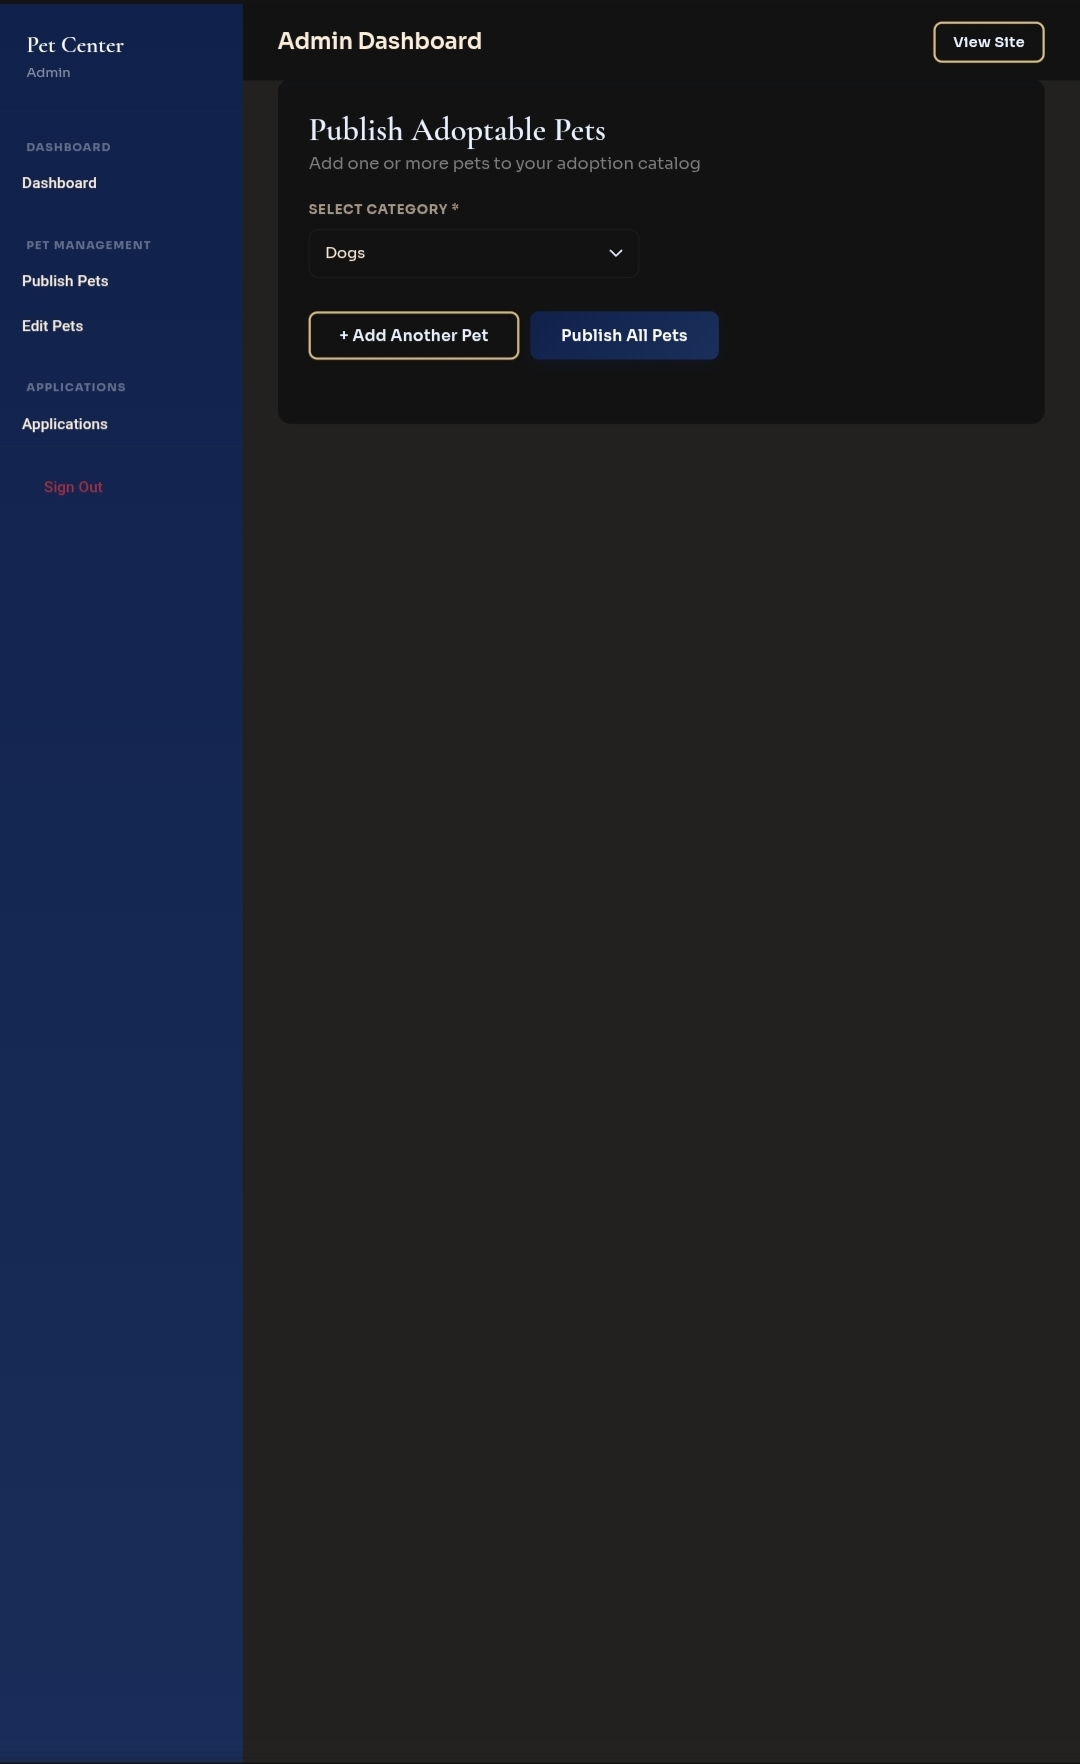 Pet Center
Admin
DASHBOARD
Dashboard
PET MANAGEMENT
Publish Pets
Edit Pets
APPLICATIONS
Applications
Sign Out
Admin Dashboard
View Site
Publish Adoptable Pets
Add one or more pets to your adoption catalog
SELECT CATEGORY *
Dogs
+ Add Another Pet
Publish All Pets